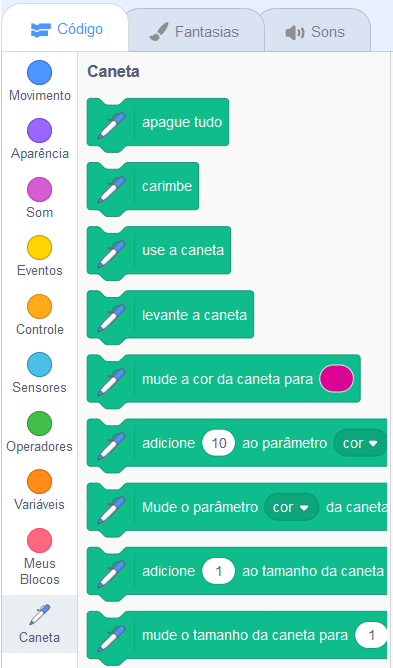 Código
Fantasias
Sons
Movimento
Aparência
Som
Eventos
Controle
Sensores
Operadores
Variáveis
Meus
Blocos
Caneta
Caneta
apague tudo
carimbe
use a caneta
levante a caneta
mude a cor da caneta para
adicione 10 ao parâmetro cor
Mude o parâmetro cor da caneta
adicione 1 ao tamanho da caneta
mude o tamanho da caneta para 1